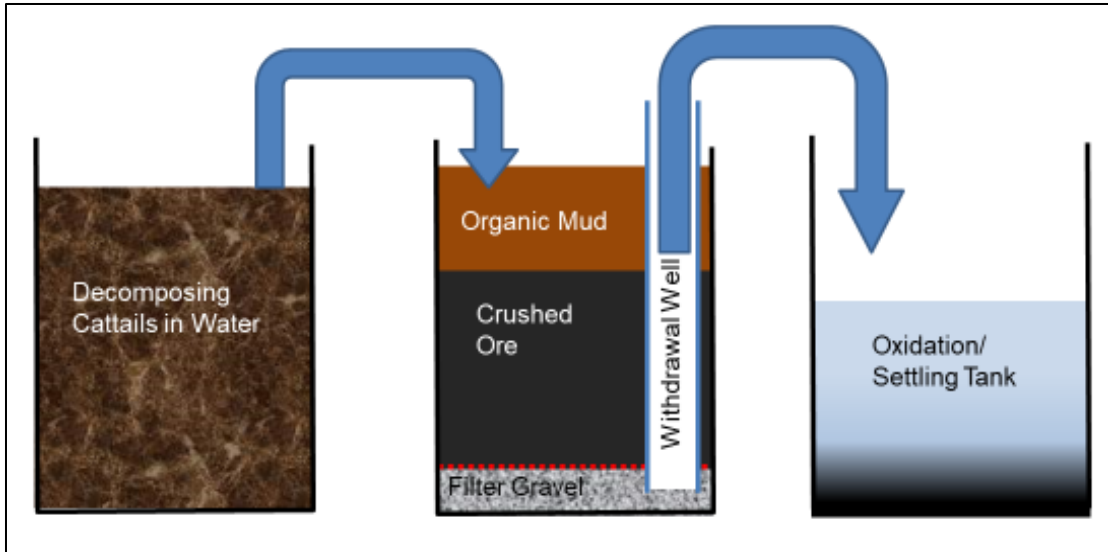 Decomposing
Cattails in Water
Organic Mud
Crushed
Ore
Filter Gravel
Withdrawal Well
Oxidation/
Settling Tank